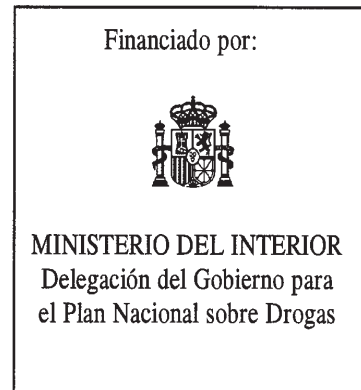 Financiado por:
MINISTERIO DEL INTERIOR
Delegación del Gobierno para
el Plan Nacional sobre Drogas